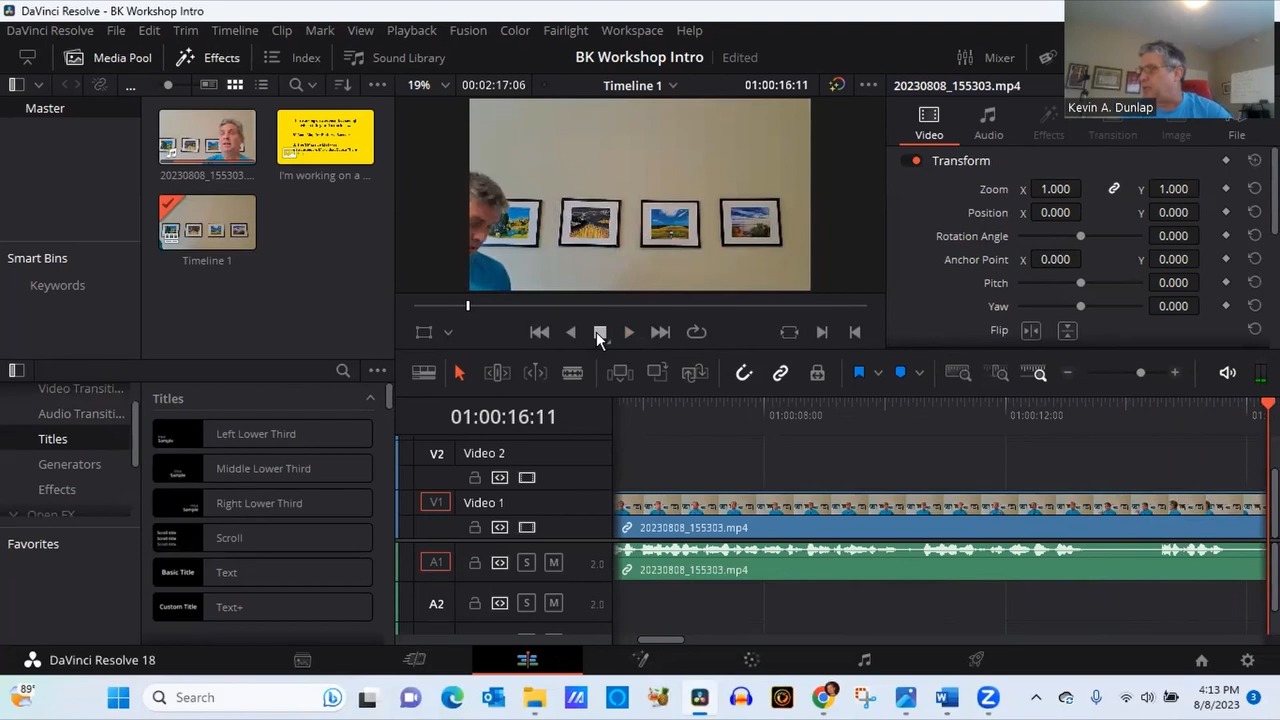 DaVinci Resolve - BK Workshop Intro
DaVinci Resolve File Edit Trim Timeline Clip Mark View Playback Fusion Color Fairlight Workspace Help
Media Pool Effects Index Sound Library BK Workshop Intro Edited Mixer
Kevin A. Dunlap
... 19% 00:02:17:06 Timeline 1 01:00:16:11 20230808_155303.mp4
Master
20230808_155303.... I'm working on a ...
Timeline 1
Smart Bins
Keywords
Video Audio Effects Transition Image File
Transform
Zoom X 1.000 Y 1.000
Position X 0.000 Y 0.000
Rotation Angle 0.000
Anchor Point X 0.000 Y 0.000
Pitch 0.000
Yaw 0.000
Flip
Video Transiti...
Audio Transiti...
Titles
Generators
Effects
Open FX
Favorites
Titles
Left Lower Third
Middle Lower Third
Right Lower Third
Scroll
Basic Title Text
Custom Title Text+
01:00:16:11
01:00:08:00 01:00:12:00 01:
V2 Video 2
V1 Video 1
20230808_155303.mp4
A1 S M 2.0
20230808_155303.mp4
A2 S M 2.0
DaVinci Resolve 18
89°
Search
4:13 PM
8/8/2023
3